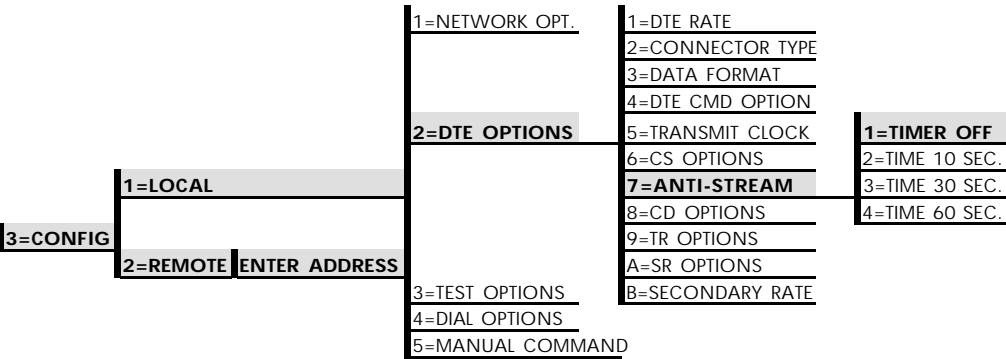 3=CONFIG
1=LOCAL
2=REMOTE ENTER ADDRESS
1=NETWORK OPT.
2=DTE OPTIONS
3=TEST OPTIONS
4=DIAL OPTIONS
5=MANUAL COMMAND
1=DTE RATE
2=CONNECTOR TYPE
3=DATA FORMAT
4=DTE CMD OPTION
5=TRANSMIT CLOCK
6=CS OPTIONS
7=ANTI-STREAM
8=CD OPTIONS
9=TR OPTIONS
A=SR OPTIONS
B=SECONDARY RATE
1=TIMER OFF
2=TIME 10 SEC.
3=TIME 30 SEC.
4=TIME 60 SEC.